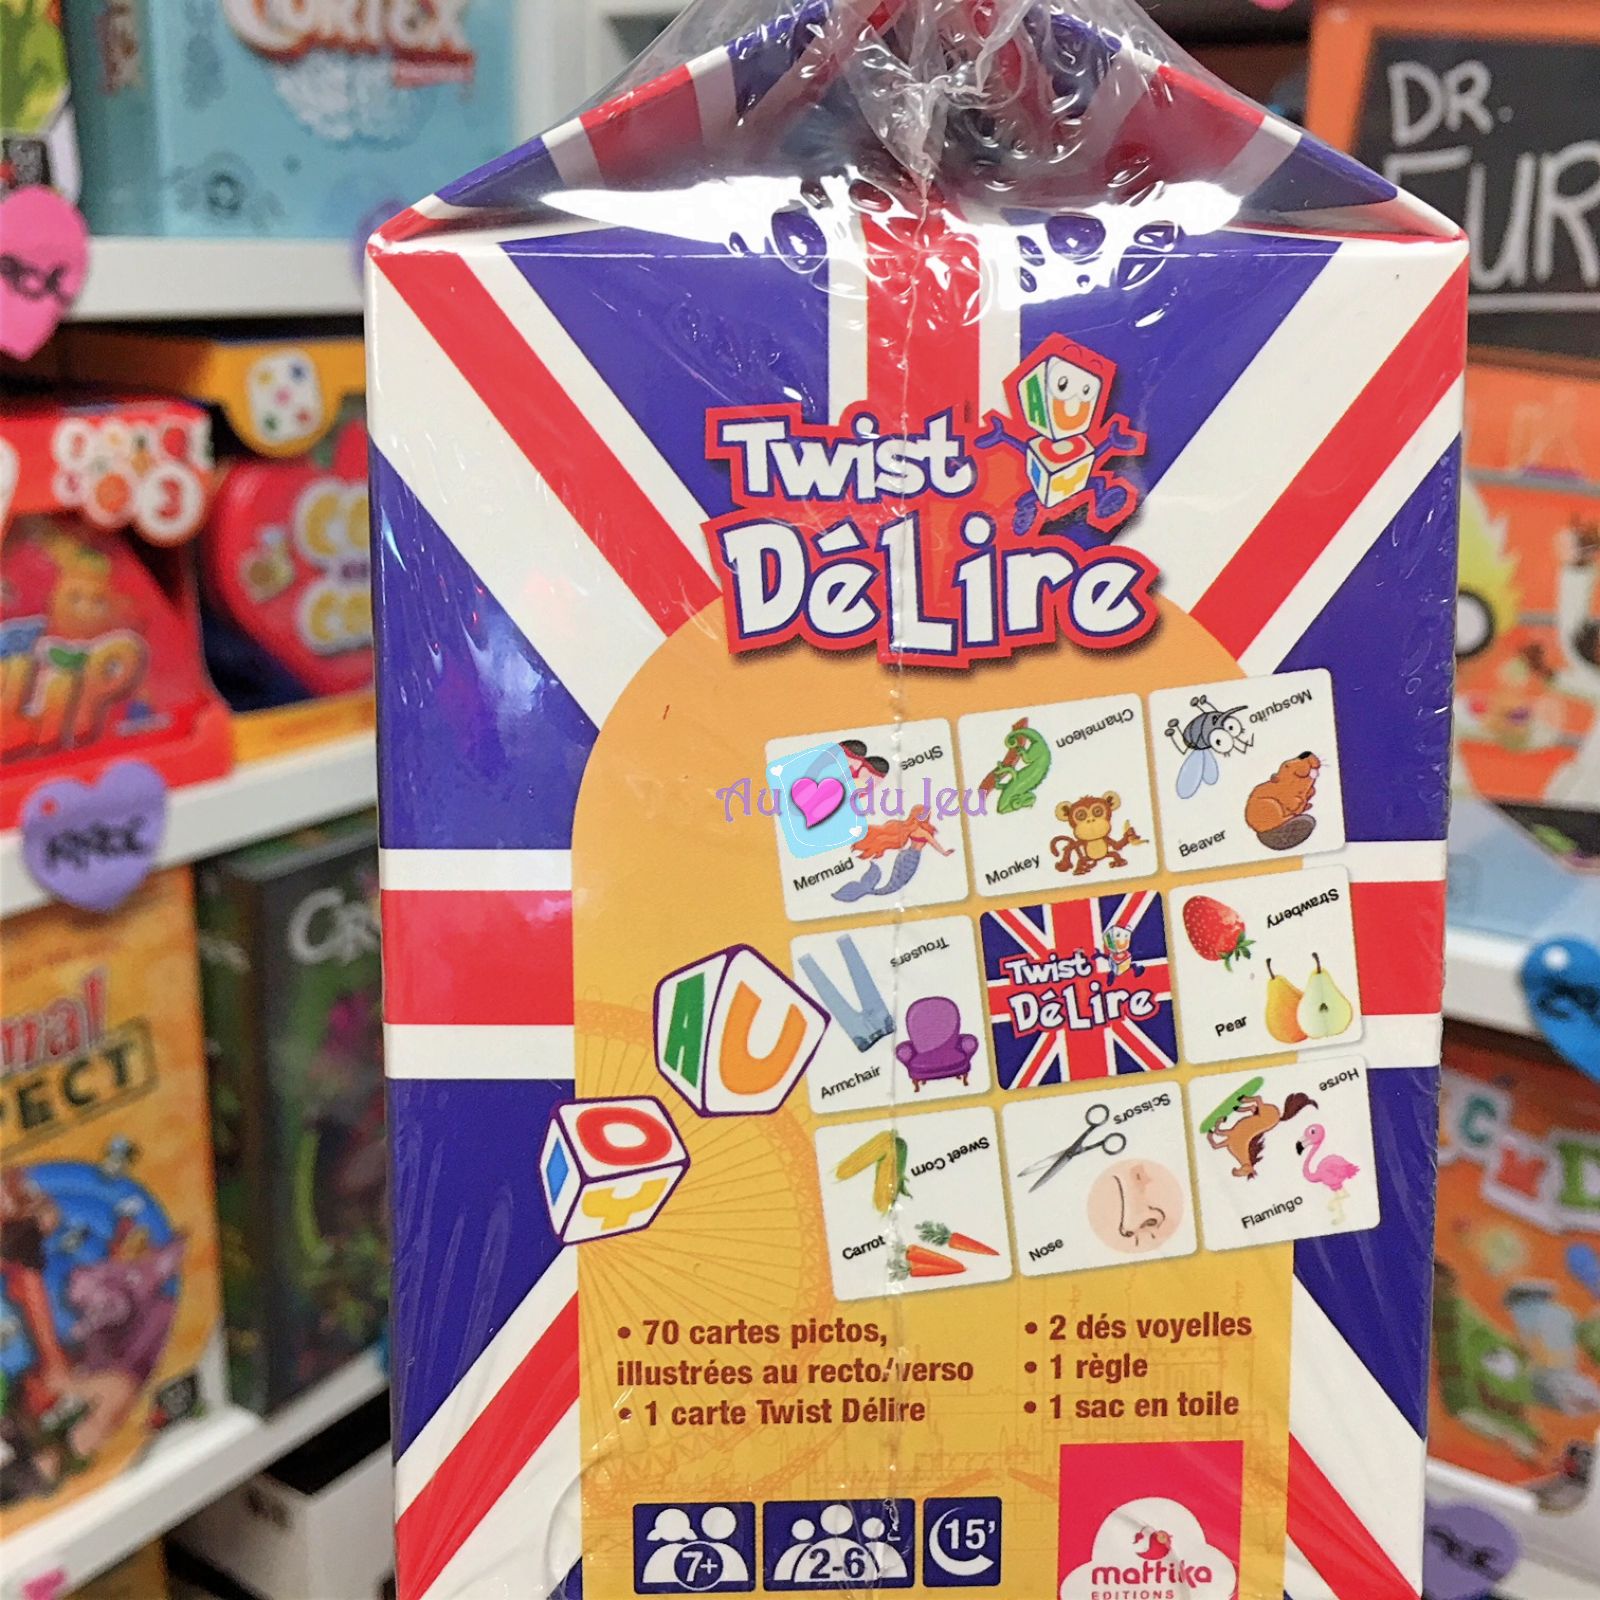 CORTEX
DR.
Twist
DéLire
AU
Shoes
Mermaid
Chameleon
Monkey
Mosquito
Beaver
Au du Jeu
Trousers
Armchair
Twist
DéLire
Strawberry
Pear
Sweet Corn
Carrot
Scissors
Nose
Horse
Flamingo
A U
O Y
• 70 cartes pictos,
illustrées au recto/verso
• 1 carte Twist Délire
• 2 dés voyelles
• 1 règle
• 1 sac en toile
7+
2-6
15'
mattika
EDITIONS